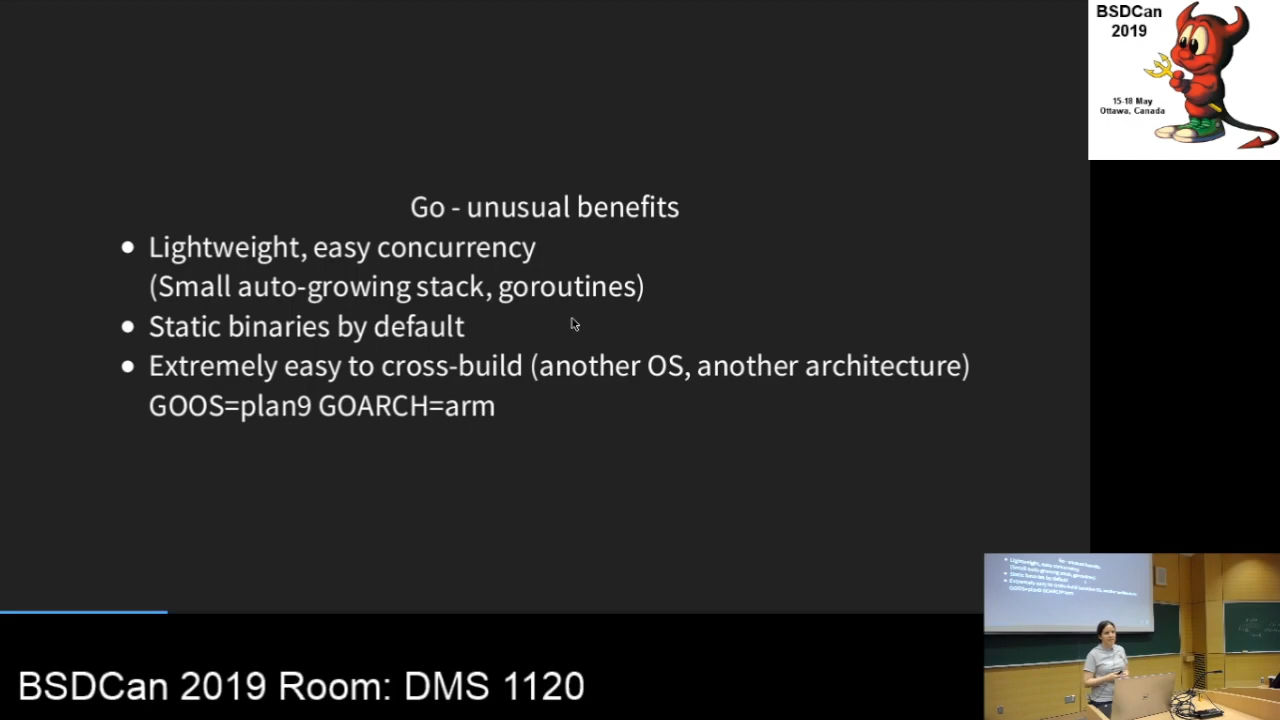 BSDCan
2019
15-18 May
Ottawa, Canada
Go - unusual benefits
Lightweight, easy concurrency
(Small auto-growing stack, goroutines)
Static binaries by default
Extremely easy to cross-build (another OS, another architecture)
GOOS=plan9 GOARCH=arm
BSDCan 2019 Room: DMS 1120